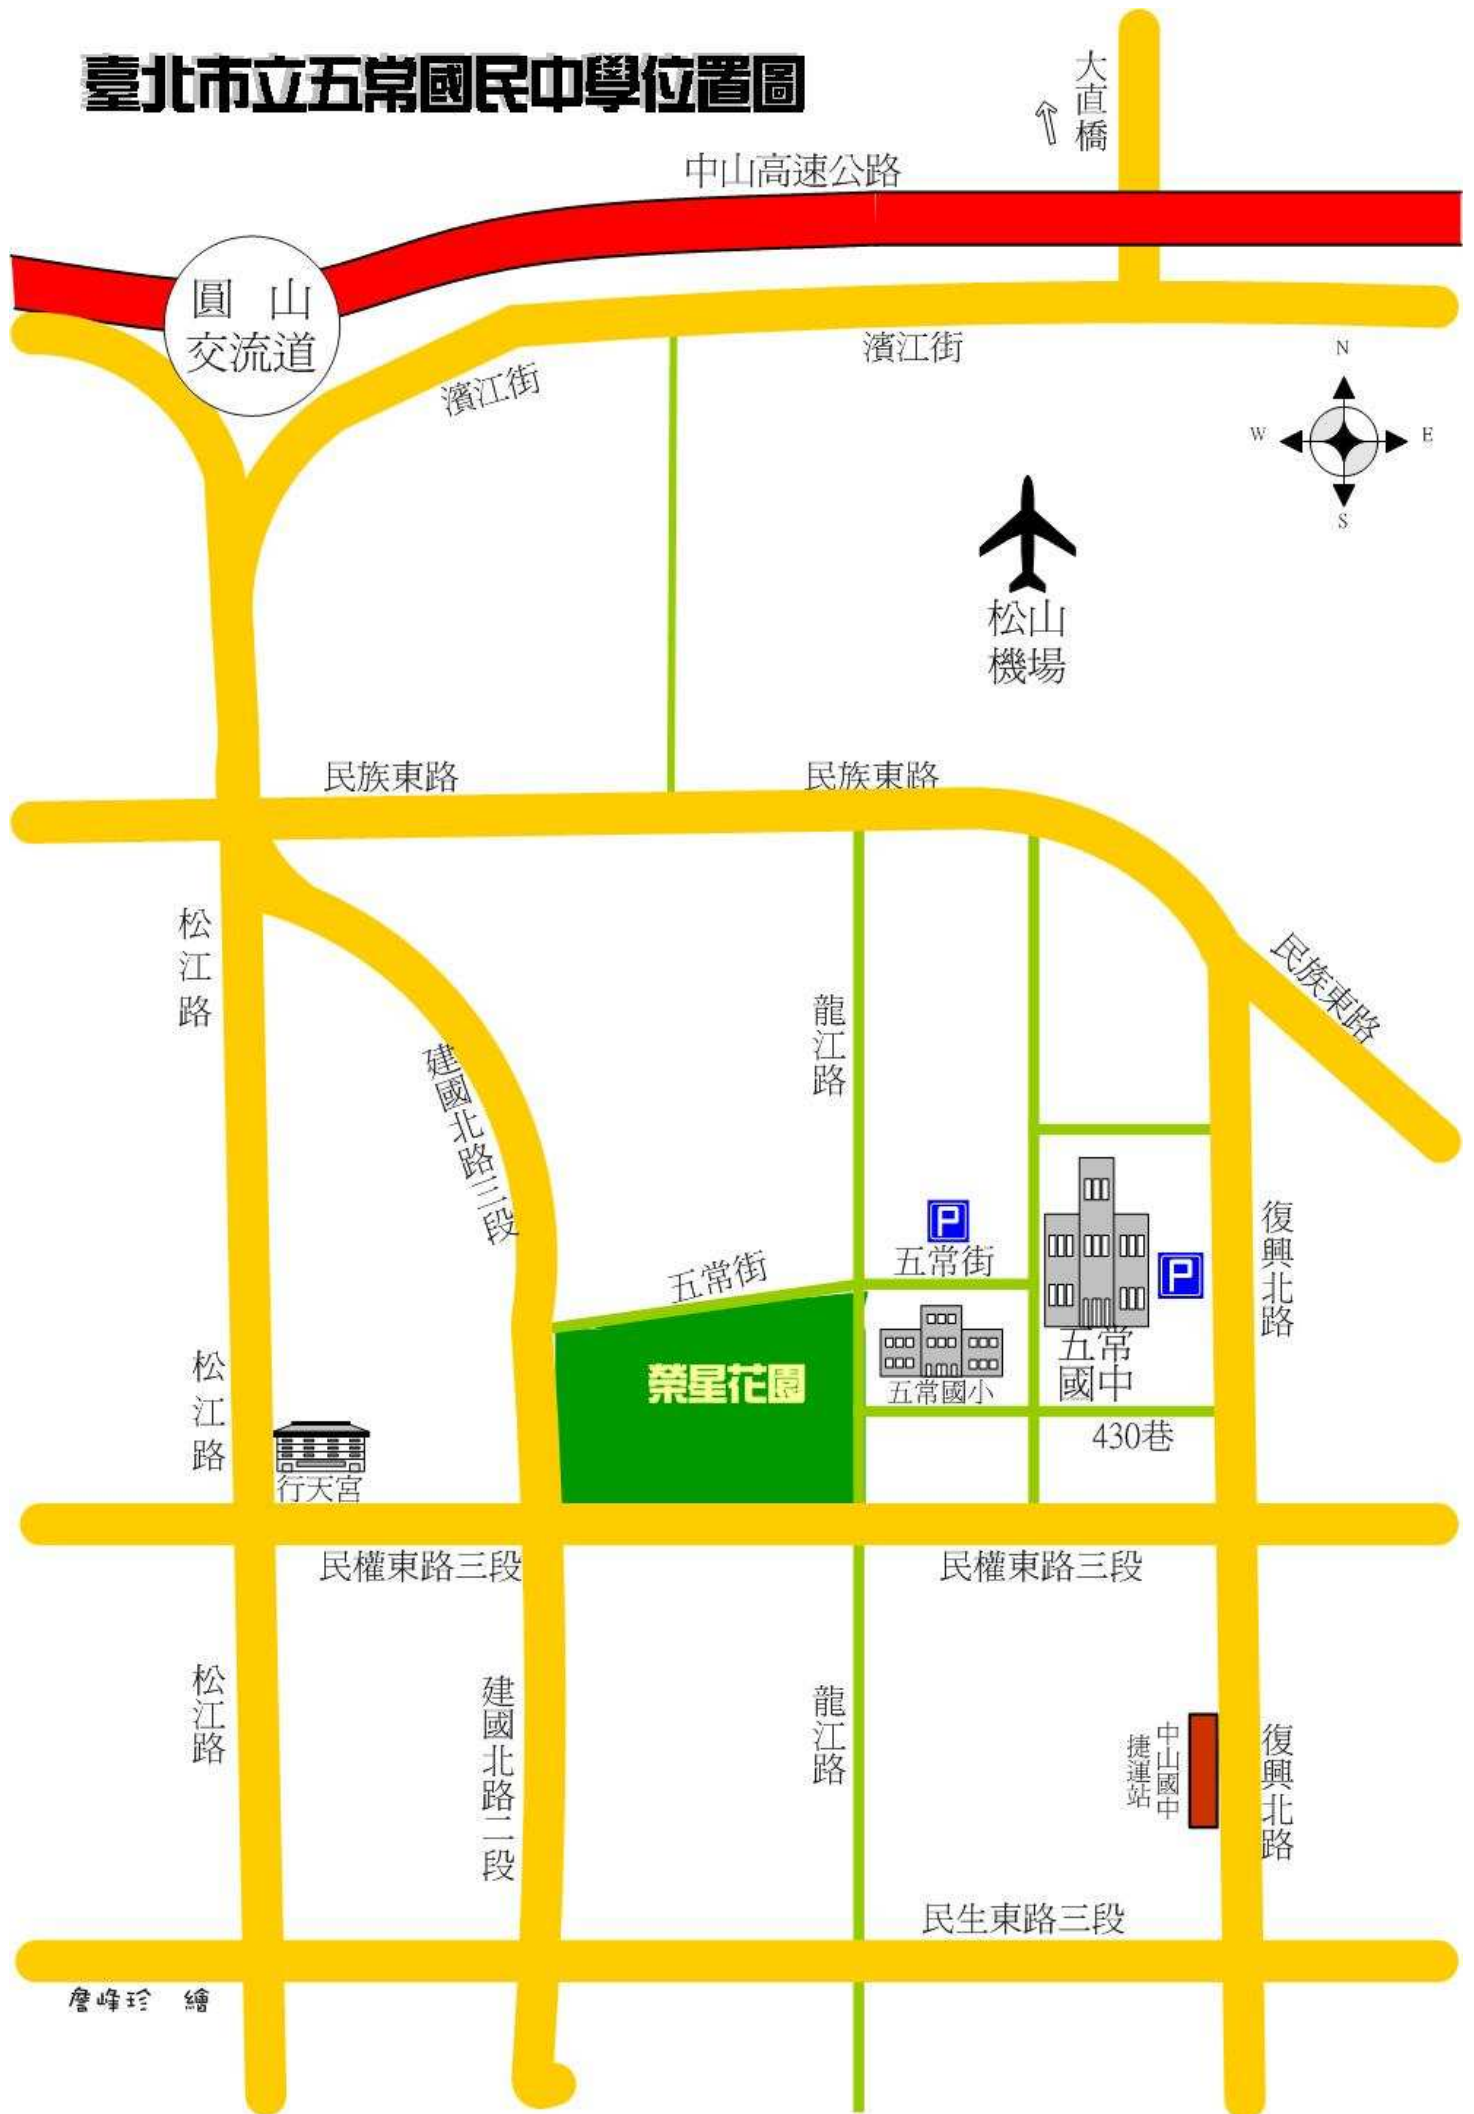 臺北市立五常國民中學位置圖
大直橋
中山高速公路
圓 山
交流道
濱江街
濱江街
N
W
E
S
松山
機場
民族東路
民族東路
松江路
民族東路
龍江路
建國北路三段
P
復興北路
五常街
五常街
P
五常
國中
榮星花園
五常國小
松江路
430巷
行天宮
民權東路三段
民權東路三段
松江路
建國北路二段
龍江路
中山國中
捷運站
復興北路
民生東路三段
詹峰珍 繪